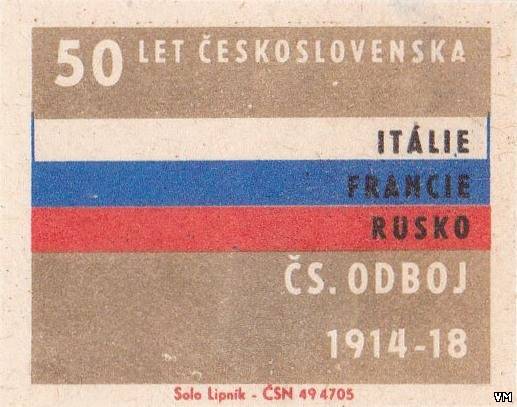 50 LET ČESKOSLOVENSKA
ITÁLIE
FRANCIE
RUSKO
ČS. ODBOJ
1914-18
Solo Lipník - ČSN 49 4705
VM